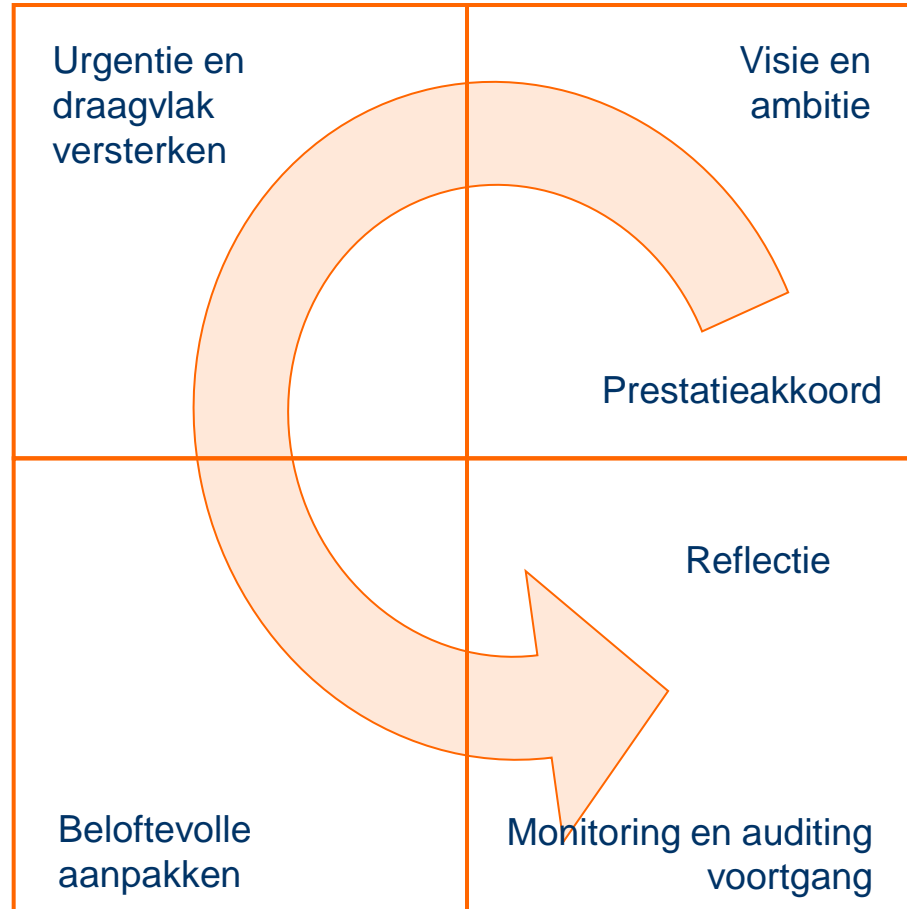 Urgentie en
draagvlak
versterken
Visie en
ambitie
Prestatieakkoord
Reflectie
Beloftevolle
aanpakken
Monitoring en auditing
voortgang